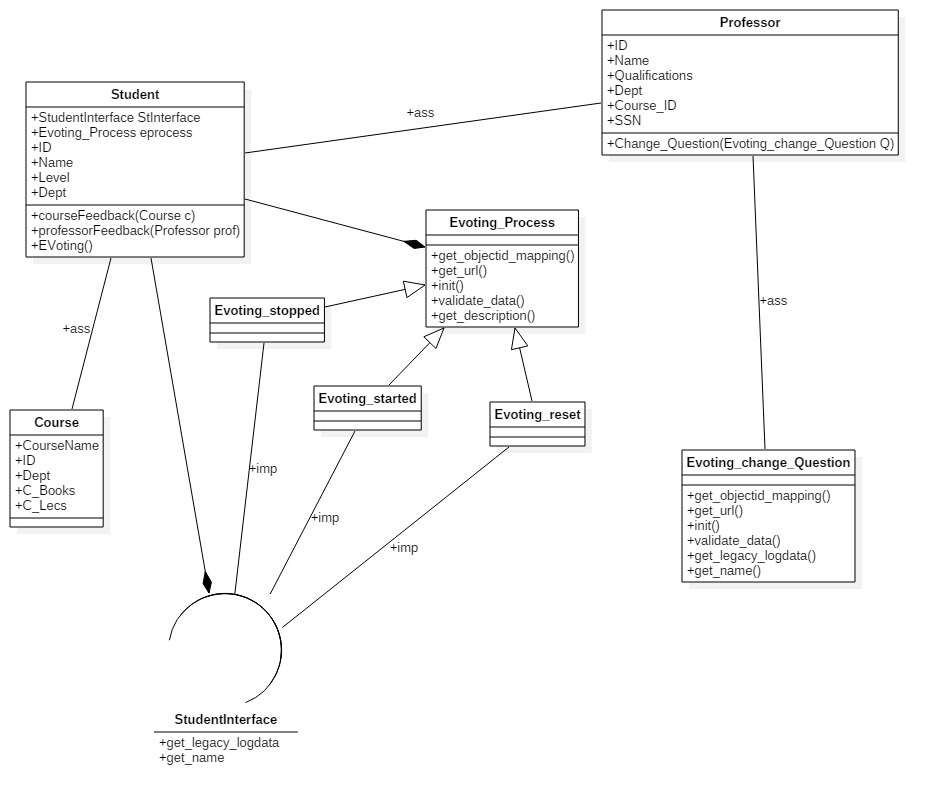 Professor
+ID
+Name
+Qualifications
+Dept
+Course_ID
+SSN
+Change_Question(Evoting_change_Question Q)
Student
+StudentInterface StInterface
+Evoting_Process eprocess
+ID
+Name
+Level
+Dept
+courseFeedback(Course c)
+professorFeedback(Professor prof)
+EVoting()
+ass
Evoting_Process
+get_objectid_mapping()
+get_url()
+init()
+validate_data()
+get_description()
Evoting_stopped
+ass
+ass
Evoting_started
Evoting_reset
Course
+CourseName
+ID
+Dept
+C_Books
+C_Lecs
+imp
+imp
+imp
Evoting_change_Question
+get_objectid_mapping()
+get_url()
+init()
+validate_data()
+get_legacy_logdata()
+get_name()
StudentInterface
+get_legacy_logdata
+get_name